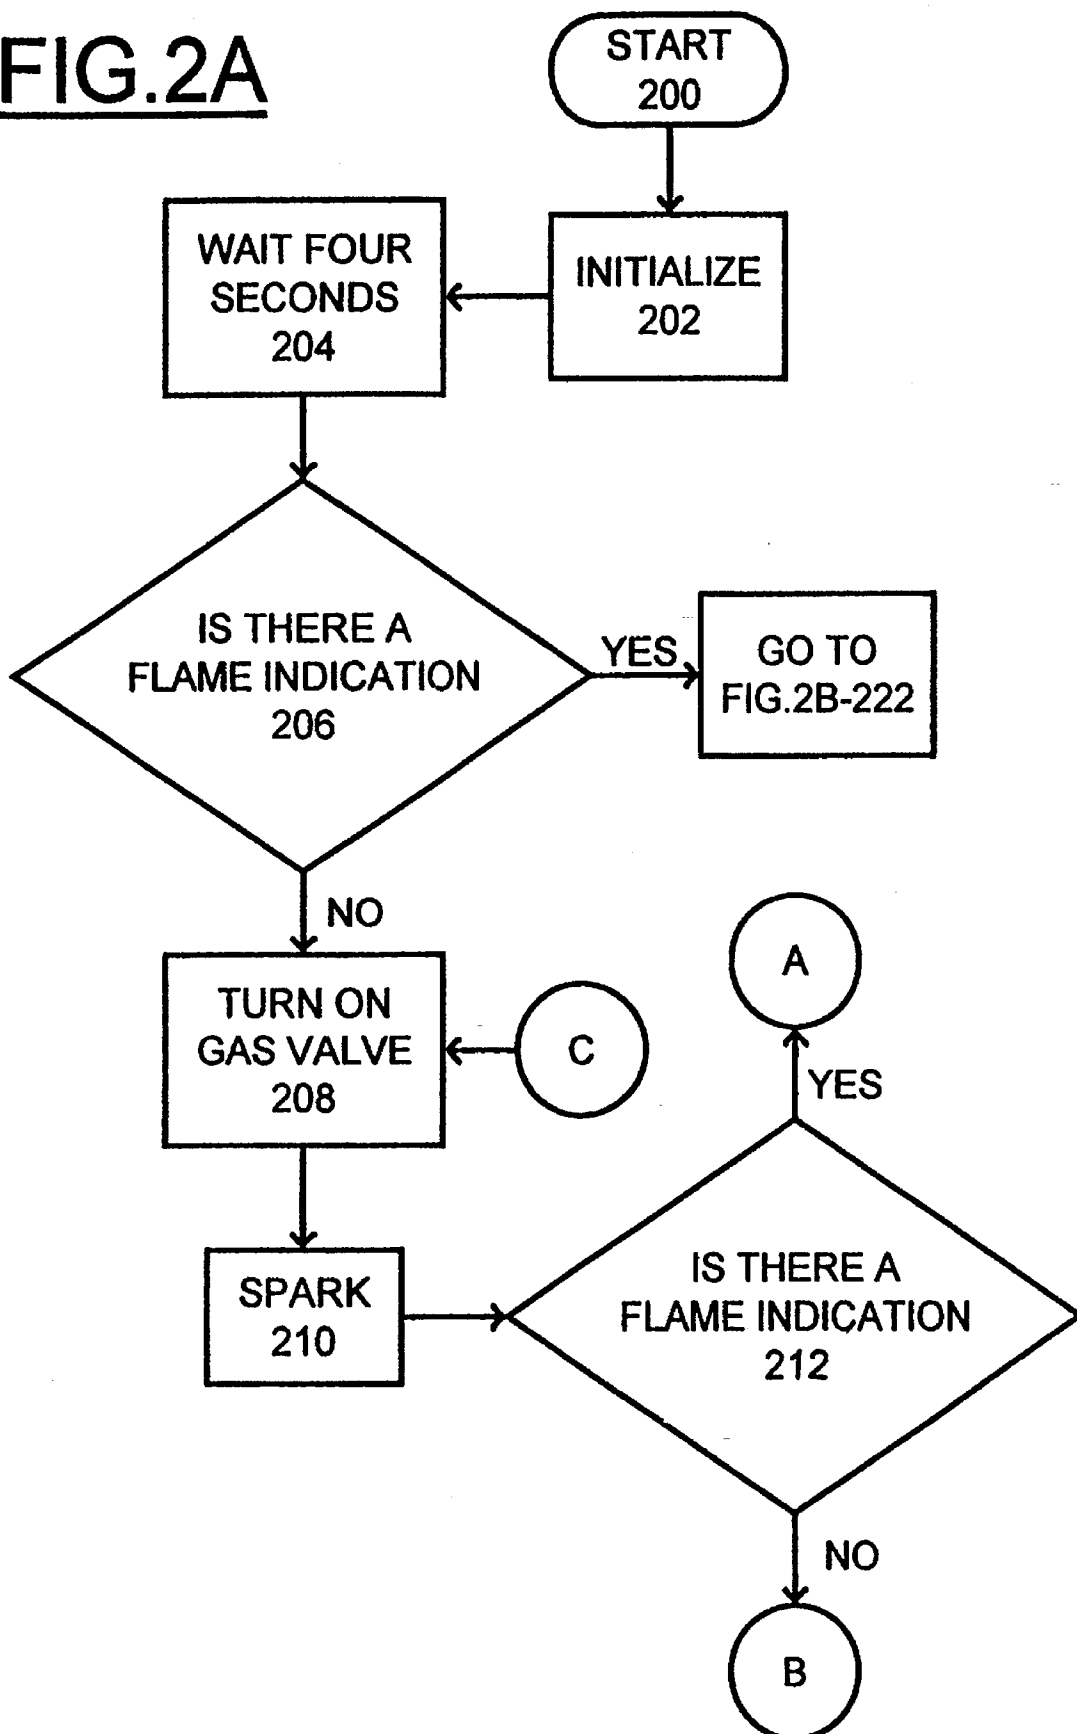 FIG.2A
START
200
INITIALIZE
202
WAIT FOUR
SECONDS
204
IS THERE A
FLAME INDICATION
206
YES
GO TO
FIG.2B-222
NO
TURN ON
GAS VALVE
208
C
SPARK
210
IS THERE A
FLAME INDICATION
212
YES
A
NO
B